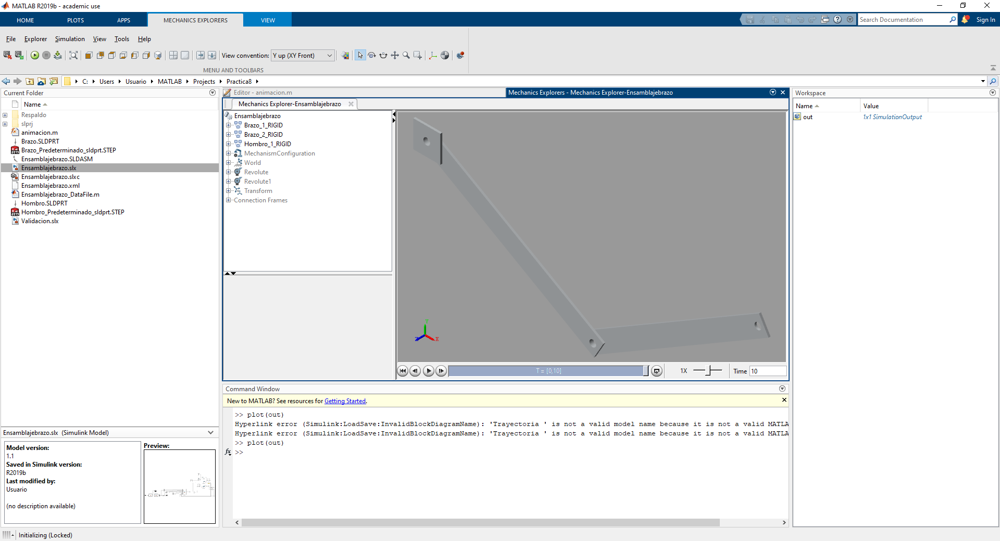 MATLAB R2019b - academic use
HOME
PLOTS
APPS
MECHANICS EXPLORERS
VIEW
Search Documentation
Sign In
File
Explorer
Simulation
View
Tools
Help
View convention:
Y up (XY Front)
MENU AND TOOLBARS
C:
Users
Usuario
MATLAB
Projects
Practica8
Current Folder
Name
Respaldo
slprj
animacion.m
Brazo.SLDPRT
Brazo_Predeterminado_sldprt.STEP
Ensamblajebrazo.SLDASM
Ensamblajebrazo.slx
Ensamblajebrazo.slxc
Ensamblajebrazo.xml
Ensamblajebrazo_DataFile.m
Hombro.SLDPRT
Hombro_Predeterminado_sldprt.STEP
Validacion.slx
Ensamblajebrazo.slx (Simulink Model)
Model version:
1.1
Saved in Simulink version:
R2019b
Last modified by:
Usuario
(no description available)
Preview:
Editor - animacion.m
Mechanics Explorers - Mechanics Explorer-Ensamblajebrazo
Mechanics Explorer-Ensamblajebrazo
Ensamblajebrazo
Brazo_1_RIGID
Brazo_2_RIGID
Hombro_1_RIGID
MechanismConfiguration
World
Revolute
Revolute1
Transform
Connection Frames
Y
X
Z
T = [0,10]
1X
Time
10
Command Window
New to MATLAB? See resources for Getting Started.
>> plot(out)
Hyperlink error (Simulink:LoadSave:InvalidBlockDiagramName): 'Trayectoria ' is not a valid model name because it is not a valid MATLA
Hyperlink error (Simulink:LoadSave:InvalidBlockDiagramName): 'Trayectoria ' is not a valid model name because it is not a valid MATLA
>> plot(out)
fx
>>
Workspace
Name
Value
out
1x1 SimulationOutput
Initializing (Locked)